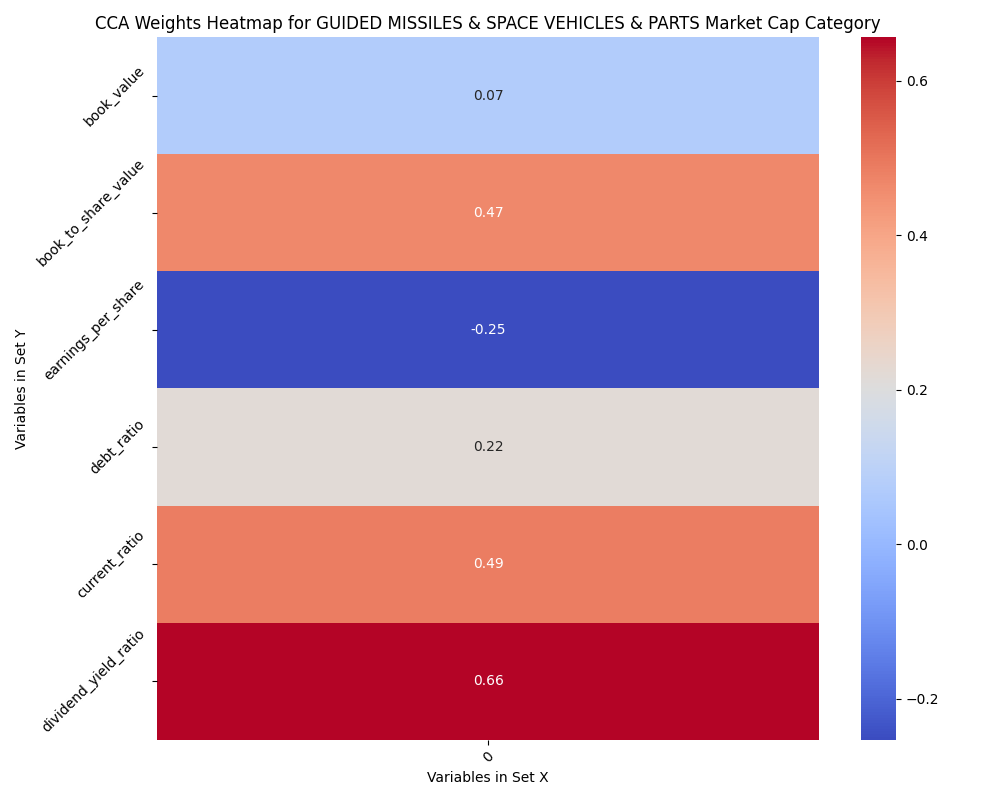 CCA Weights Heatmap for GUIDED MISSILES & SPACE VEHICLES & PARTS Market Cap Category
Variables in Set Y
book_value
0.07
book_to_share_value
0.47
earnings_per_share
-0.25
debt_ratio
0.22
current_ratio
0.49
dividend_yield_ratio
0.66
0
Variables in Set X
0.6
0.4
0.2
0.0
−0.2